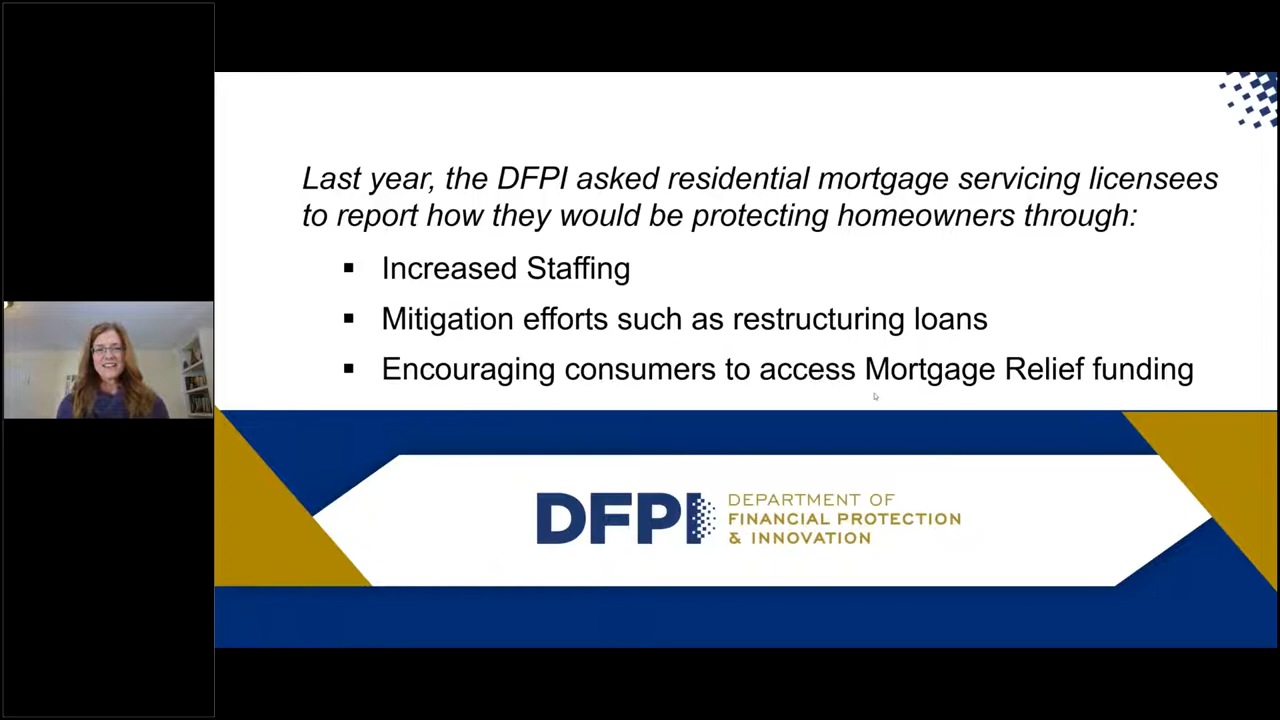 Last year, the DFPI asked residential mortgage servicing licensees
to report how they would be protecting homeowners through:
▪ Increased Staffing
▪ Mitigation efforts such as restructuring loans
▪ Encouraging consumers to access Mortgage Relief funding
DFPI
DEPARTMENT OF
FINANCIAL PROTECTION
& INNOVATION